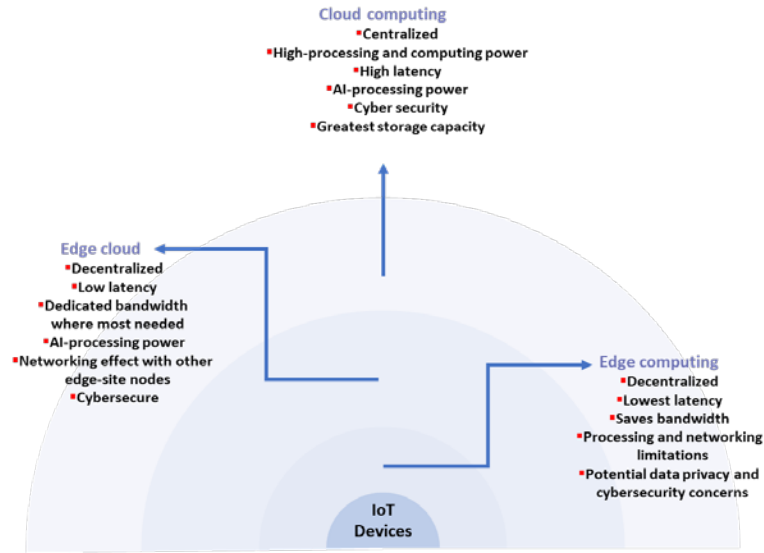 Cloud computing
▪Centralized
▪High-processing and computing power
▪High latency
▪AI-processing power
▪Cyber security
▪Greatest storage capacity
Edge cloud
▪Decentralized
▪Low latency
▪Dedicated bandwidth
where most needed
▪AI-processing power
▪Networking effect with other
edge-site nodes
▪Cybersecure
Edge computing
▪Decentralized
▪Lowest latency
▪Saves bandwidth
▪Processing and networking
limitations
▪Potential data privacy and
cybersecurity concerns
IoT
Devices